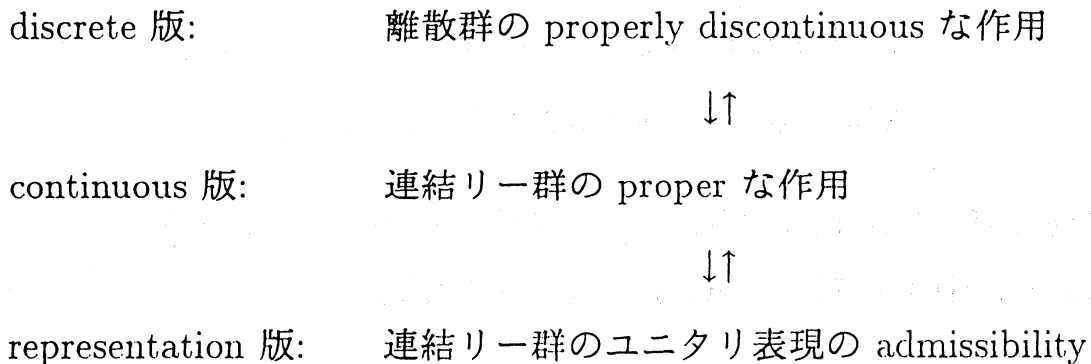 discrete 版: 離散群の properly discontinuous な作用
↓↑
continuous 版: 連結リー群の proper な作用
↓↑
representation 版: 連結リー群のユニタリ表現の admissibility